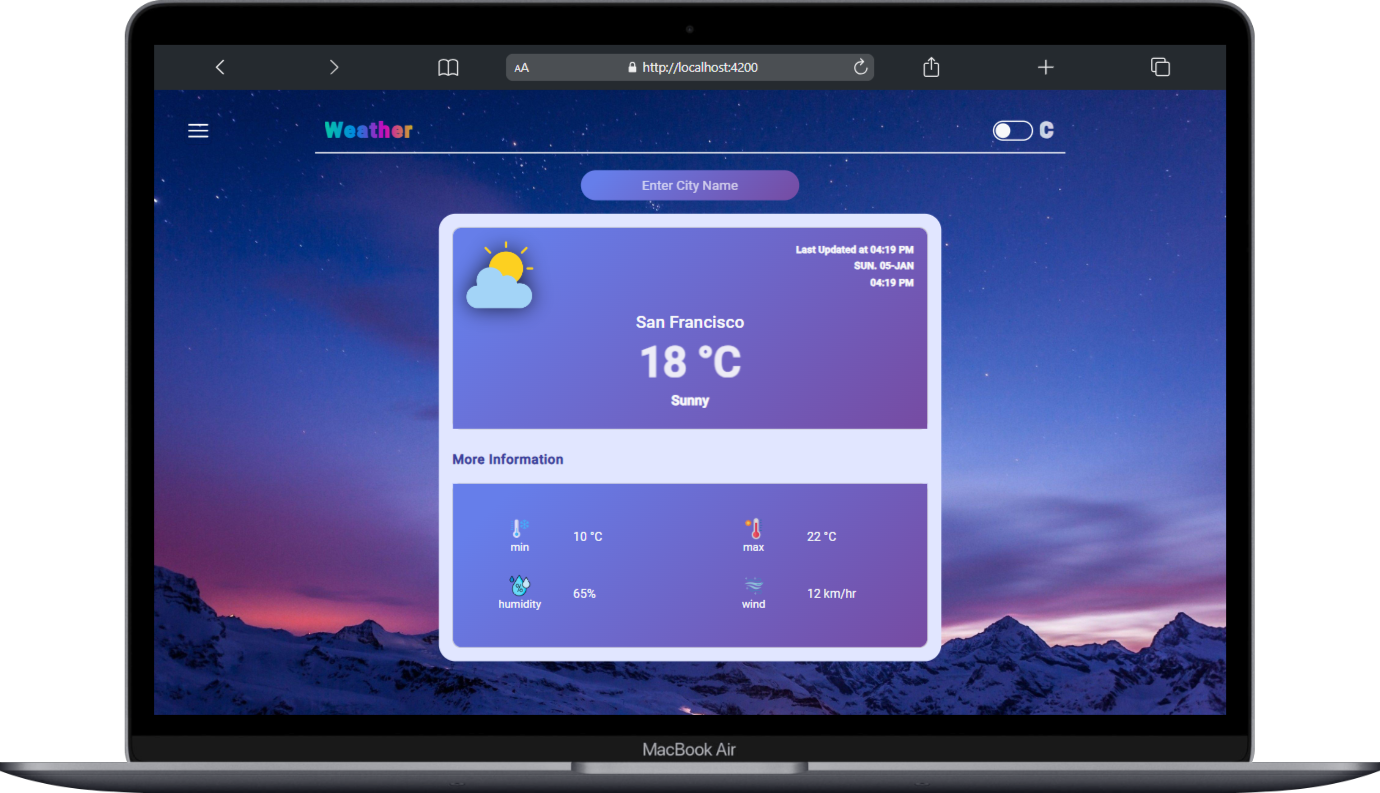 AA
http://localhost:4200
Weather
C
Enter City Name
Last Updated at 04:19 PM
SUN. 05-JAN
04:19 PM
San Francisco
18 °C
Sunny
More Information
min
10 °C
max
22 °C
humidity
65%
wind
12 km/hr
MacBook Air